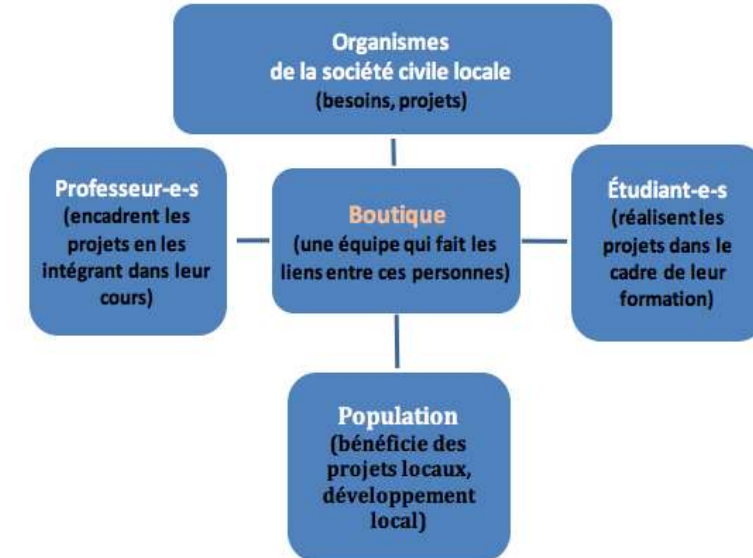 Organismes
de la société civile locale
(besoins, projets)
Professeur-e-s
(encadrent les
projets en les
intégrant dans leur
cours)
Boutique
(une équipe qui fait les
liens entre ces personnes)
Étudiant-e-s
(réalisent les
projets dans le
cadre de leur
formation)
Population
(bénéficie des
projets locaux,
développement
local)